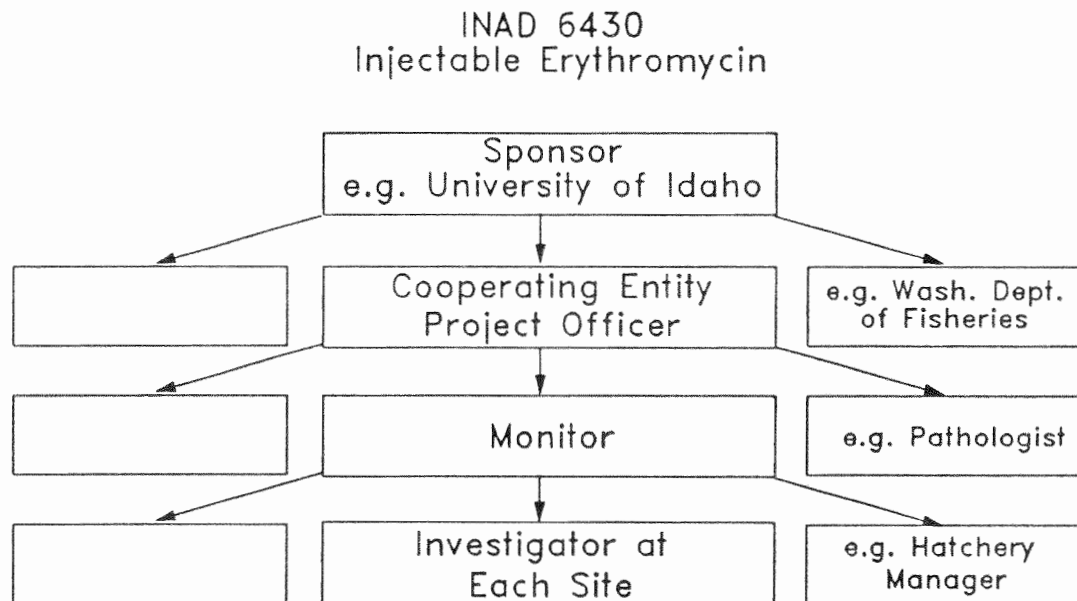 INAD 6430
Injectable Erythromycin
Sponsor
e.g. University of Idaho
Cooperating Entity
Project Officer
e.g. Wash. Dept.
of Fisheries
Monitor
e.g. Pathologist
Investigator at
Each Site
e.g. Hatchery
Manager